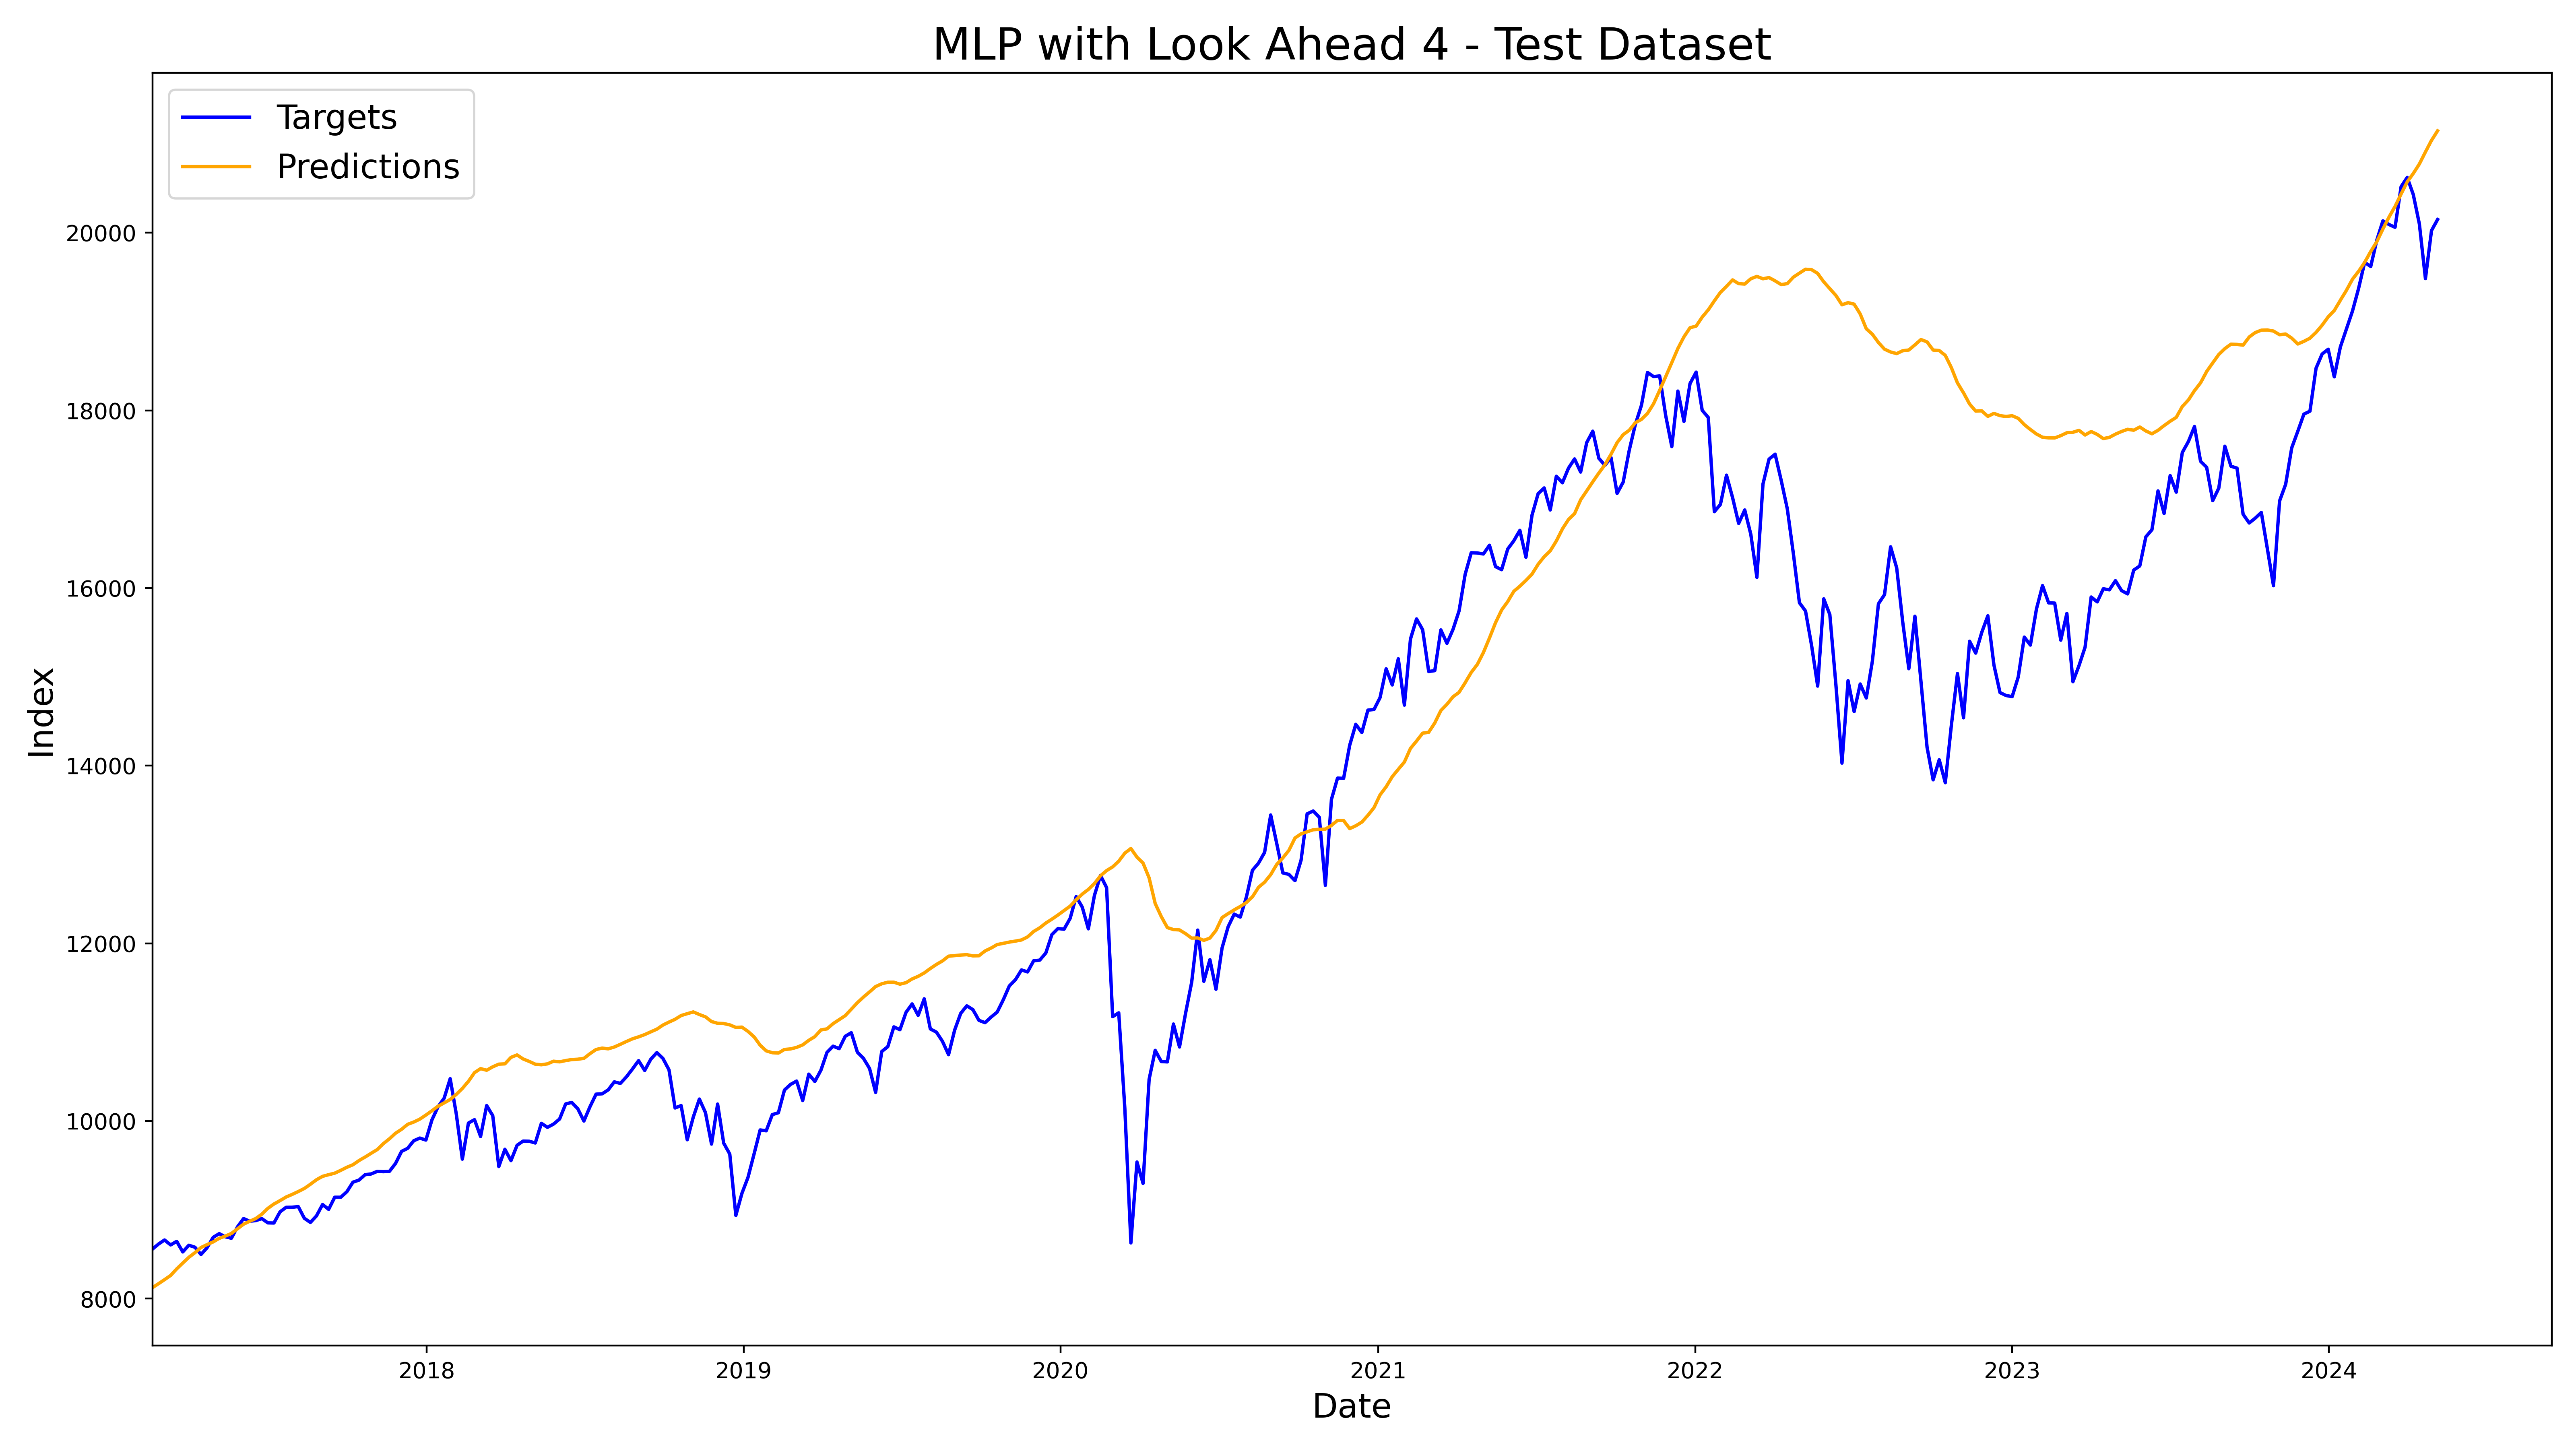 MLP with Look Ahead 4 - Test Dataset
Targets
Predictions
Index
20000
18000
16000
14000
12000
10000
8000
2018 2019 2020 2021 2022 2023 2024
Date